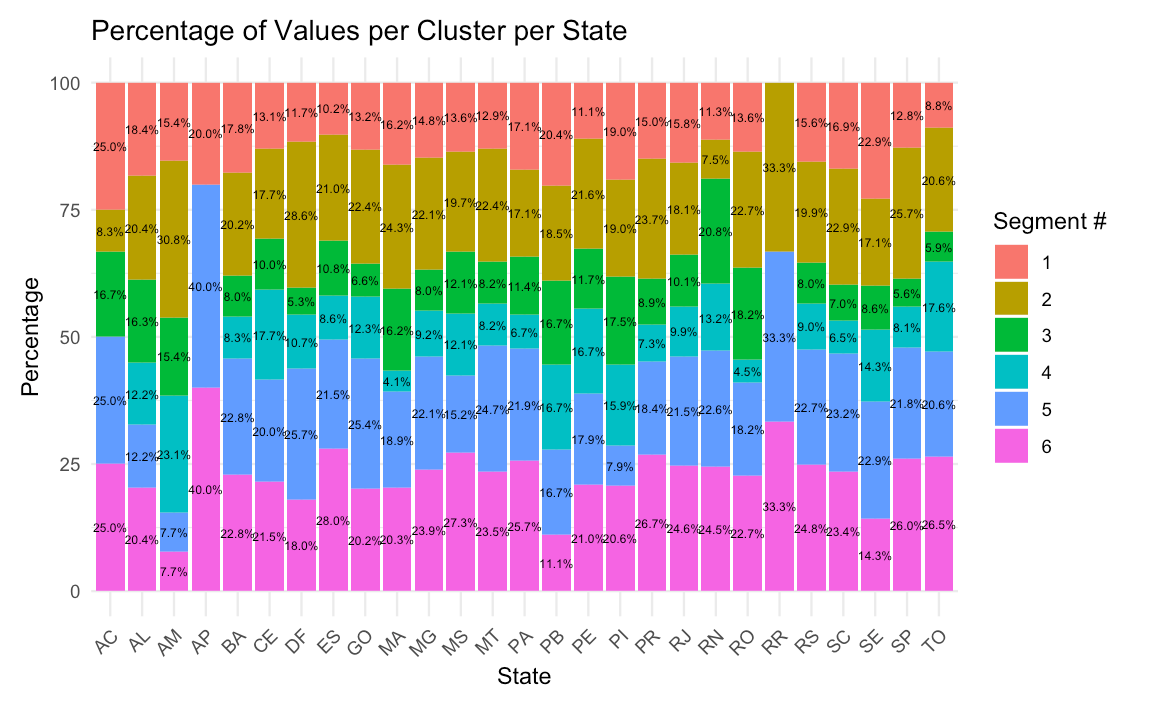 Percentage of Values per Cluster per State
Percentage
100
75
50
25
0
25.0% 18.4% 15.4% 20.0% 17.8% 13.1% 11.7% 10.2% 13.2% 16.2% 14.8% 13.6% 12.9% 17.1% 20.4% 11.1% 19.0% 15.0% 15.8% 11.3% 13.6% 15.6% 16.9% 22.9% 12.8% 8.8%
8.3% 20.4% 30.8% 20.2% 17.7% 28.6% 21.0% 22.4% 24.3% 22.1% 19.7% 22.4% 17.1% 18.5% 21.6% 19.0% 23.7% 18.1% 7.5% 22.7% 33.3% 19.9% 22.9% 17.1% 25.7% 20.6%
16.7% 16.3% 15.4% 8.0% 10.0% 5.3% 10.8% 6.6% 16.2% 8.0% 12.1% 8.2% 11.4% 16.7% 11.7% 17.5% 8.9% 10.1% 20.8% 18.2% 8.0% 7.0% 8.6% 5.6% 5.9%
12.2% 23.1% 8.3% 17.7% 10.7% 8.6% 12.3% 4.1% 9.2% 12.1% 8.2% 6.7% 16.7% 16.7% 15.9% 7.3% 9.9% 13.2% 4.5% 9.0% 6.5% 14.3% 8.1% 17.6%
25.0% 12.2% 7.7% 40.0% 22.8% 20.0% 25.7% 21.5% 25.4% 18.9% 22.1% 15.2% 24.7% 21.9% 16.7% 17.9% 7.9% 18.4% 21.5% 22.6% 18.2% 33.3% 22.7% 23.2% 22.9% 21.8% 20.6%
25.0% 20.4% 7.7% 40.0% 22.8% 21.5% 18.0% 28.0% 20.2% 20.3% 23.9% 27.3% 23.5% 25.7% 11.1% 21.0% 20.6% 26.7% 24.6% 24.5% 22.7% 33.3% 24.8% 23.4% 14.3% 26.0% 26.5%
AC AL AM AP BA CE DF ES GO MA MG MS MT PA PB PE PI PR RJ RN RO RR RS SC SE SP TO
State
Segment #
1
2
3
4
5
6